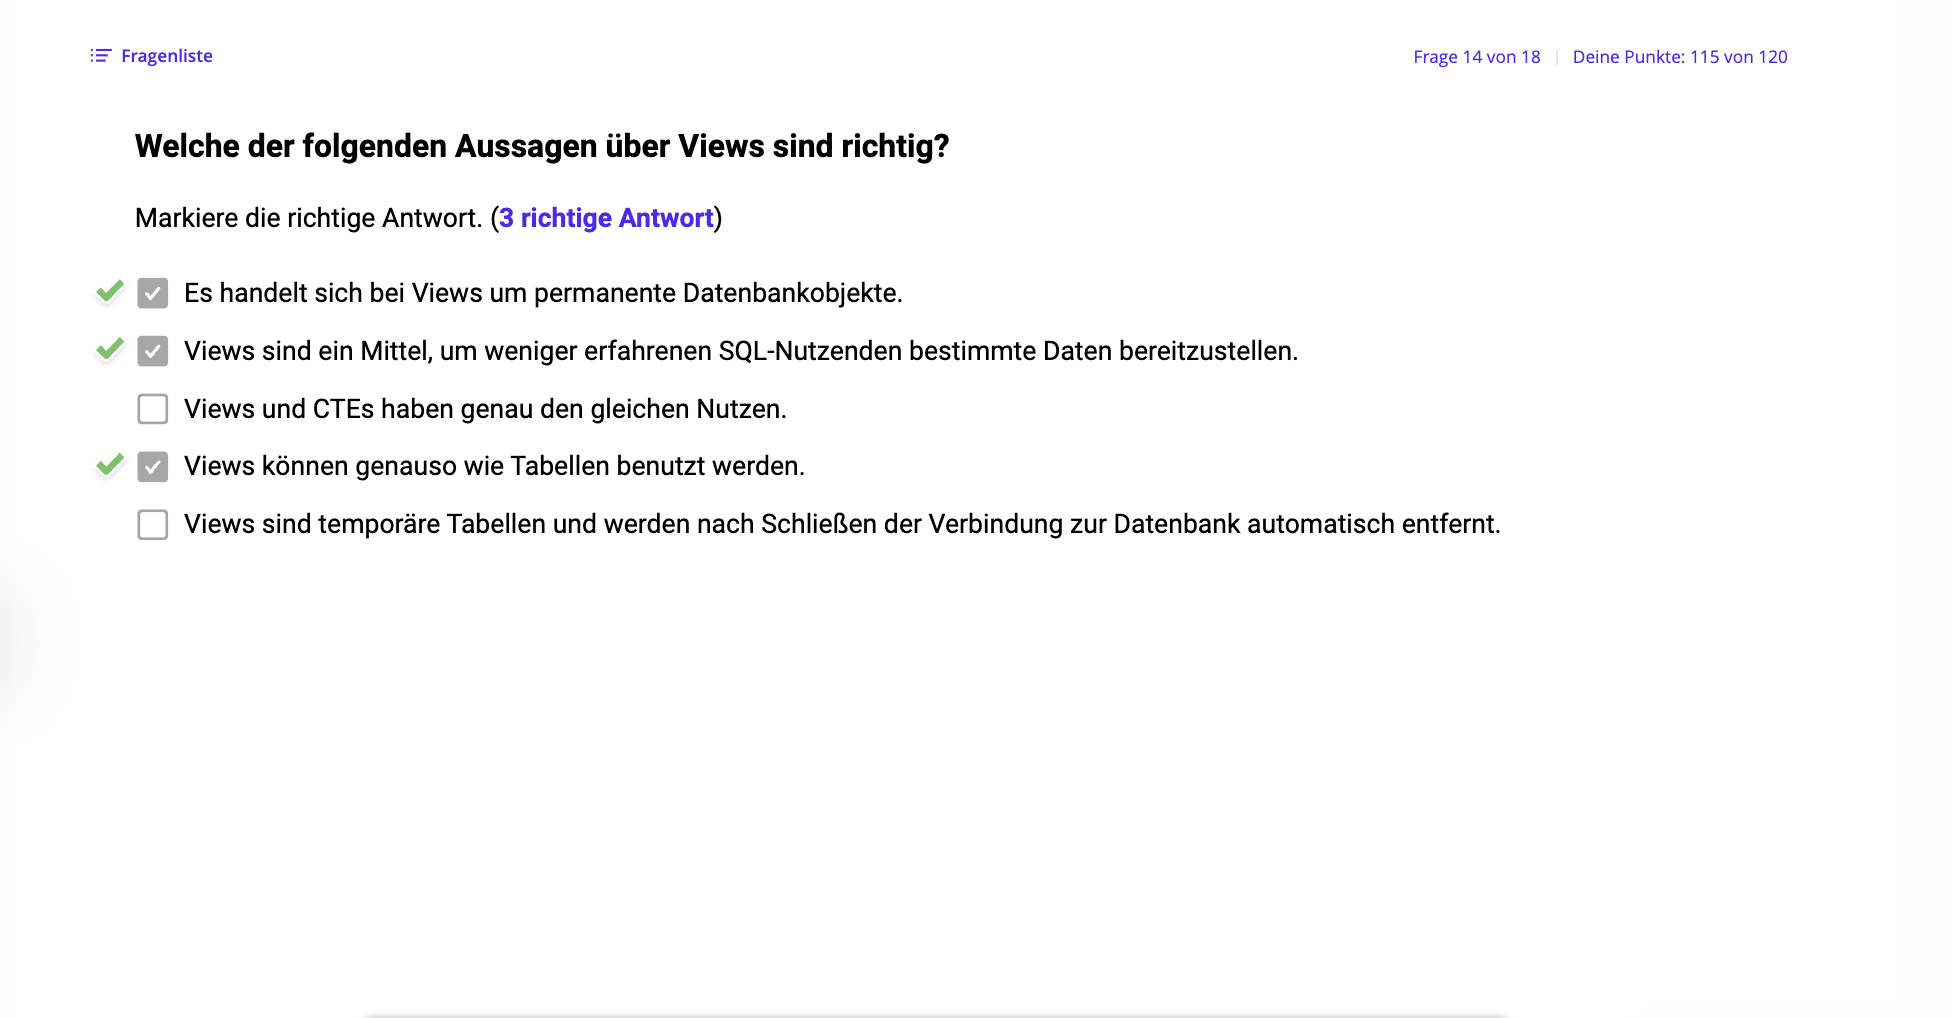 Fragenliste
Frage 14 von 18 | Deine Punkte: 115 von 120
Welche der folgenden Aussagen über Views sind richtig?
Markiere die richtige Antwort. (3 richtige Antwort)
Es handelt sich bei Views um permanente Datenbankobjekte.
Views sind ein Mittel, um weniger erfahrenen SQL-Nutzenden bestimmte Daten bereitzustellen.
Views und CTEs haben genau den gleichen Nutzen.
Views können genauso wie Tabellen benutzt werden.
Views sind temporäre Tabellen und werden nach Schließen der Verbindung zur Datenbank automatisch entfernt.